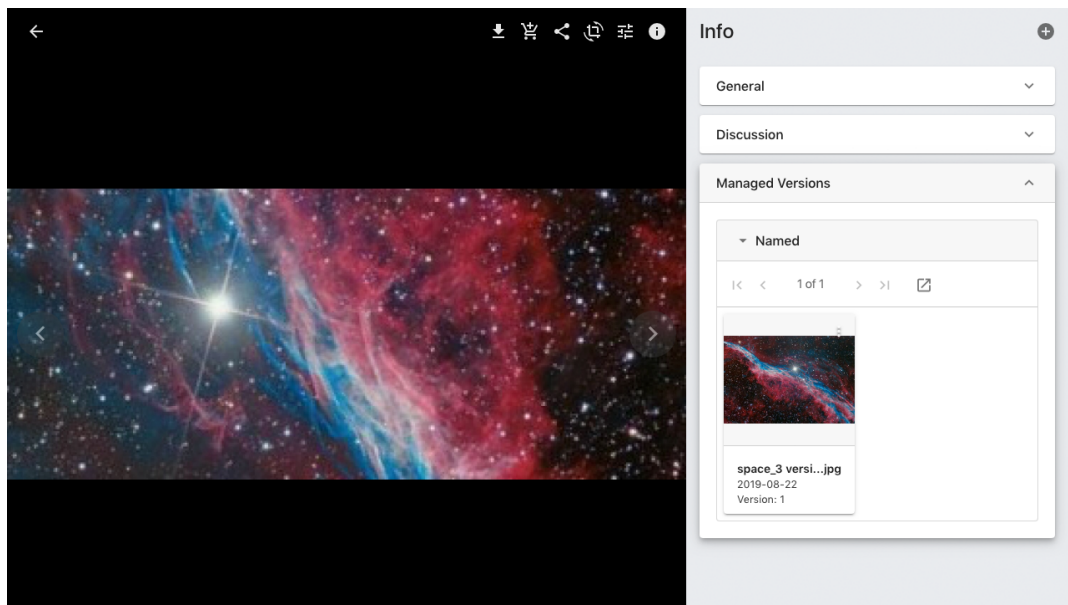 Info
General
Discussion
Managed Versions
Named
1 of 1
space_3 versi...jpg
2019-08-22
Version: 1